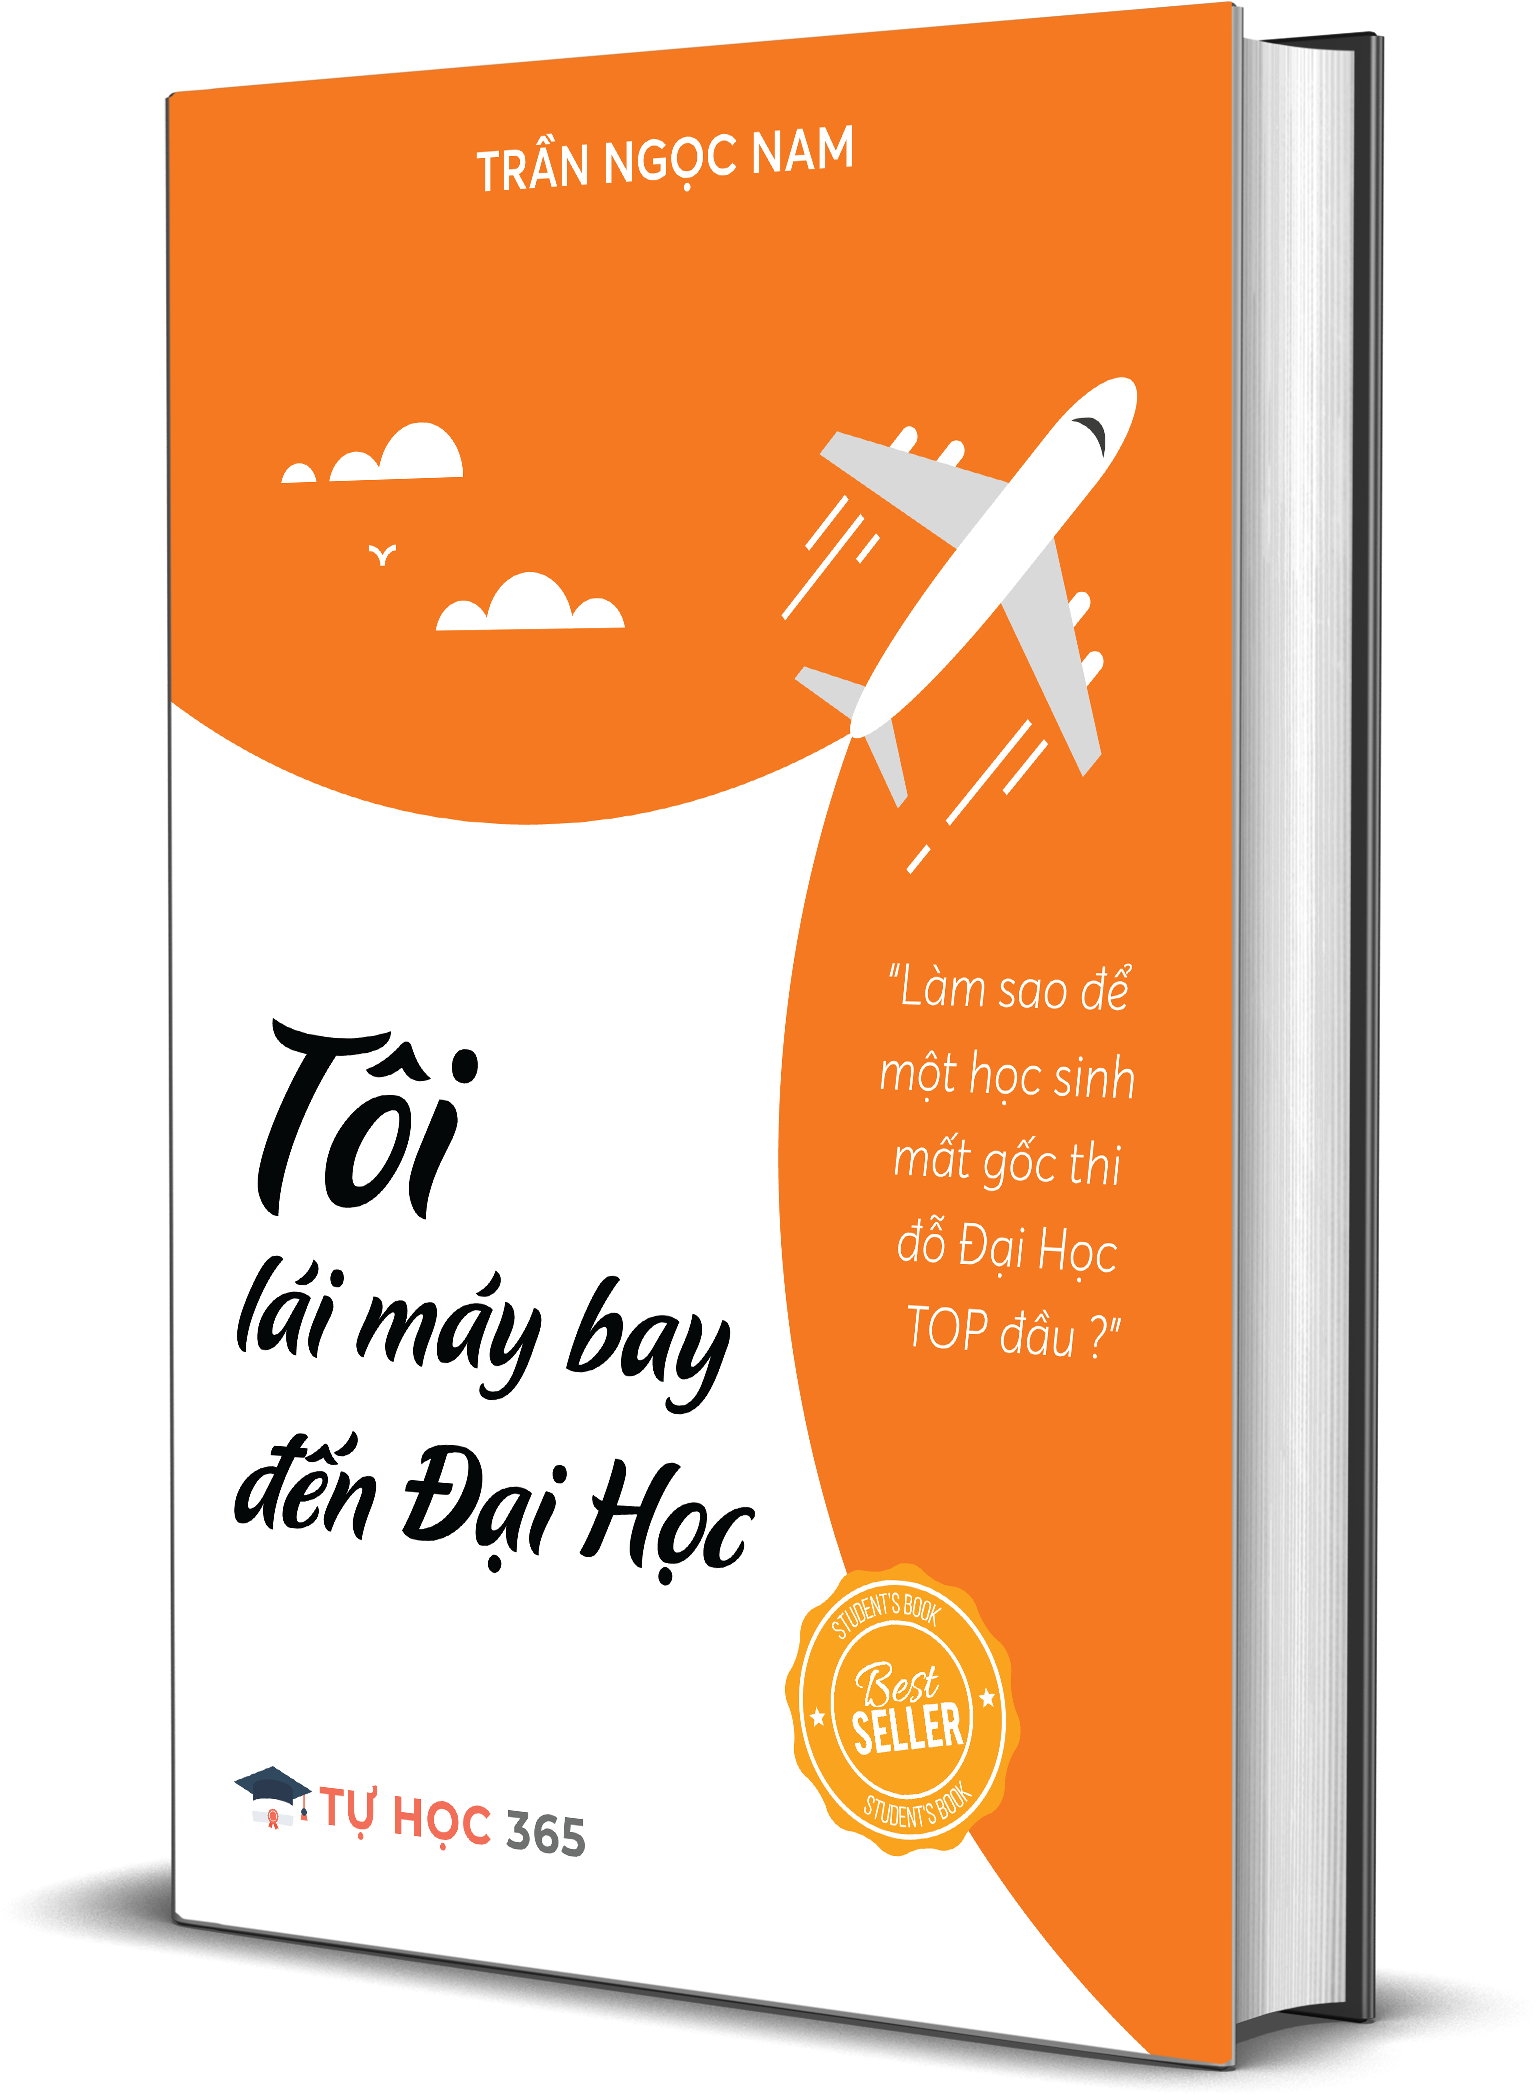 TRẦN NGỌC NAM
"Làm sao để
một học sinh
mất gốc thi
đỗ Đại Học
TOP đầu ?"
Tôi
lái máy bay
đến Đại Học
STUDENT'S BOOK
Best
SELLER
STUDENT'S BOOK
TỰ HỌC 365